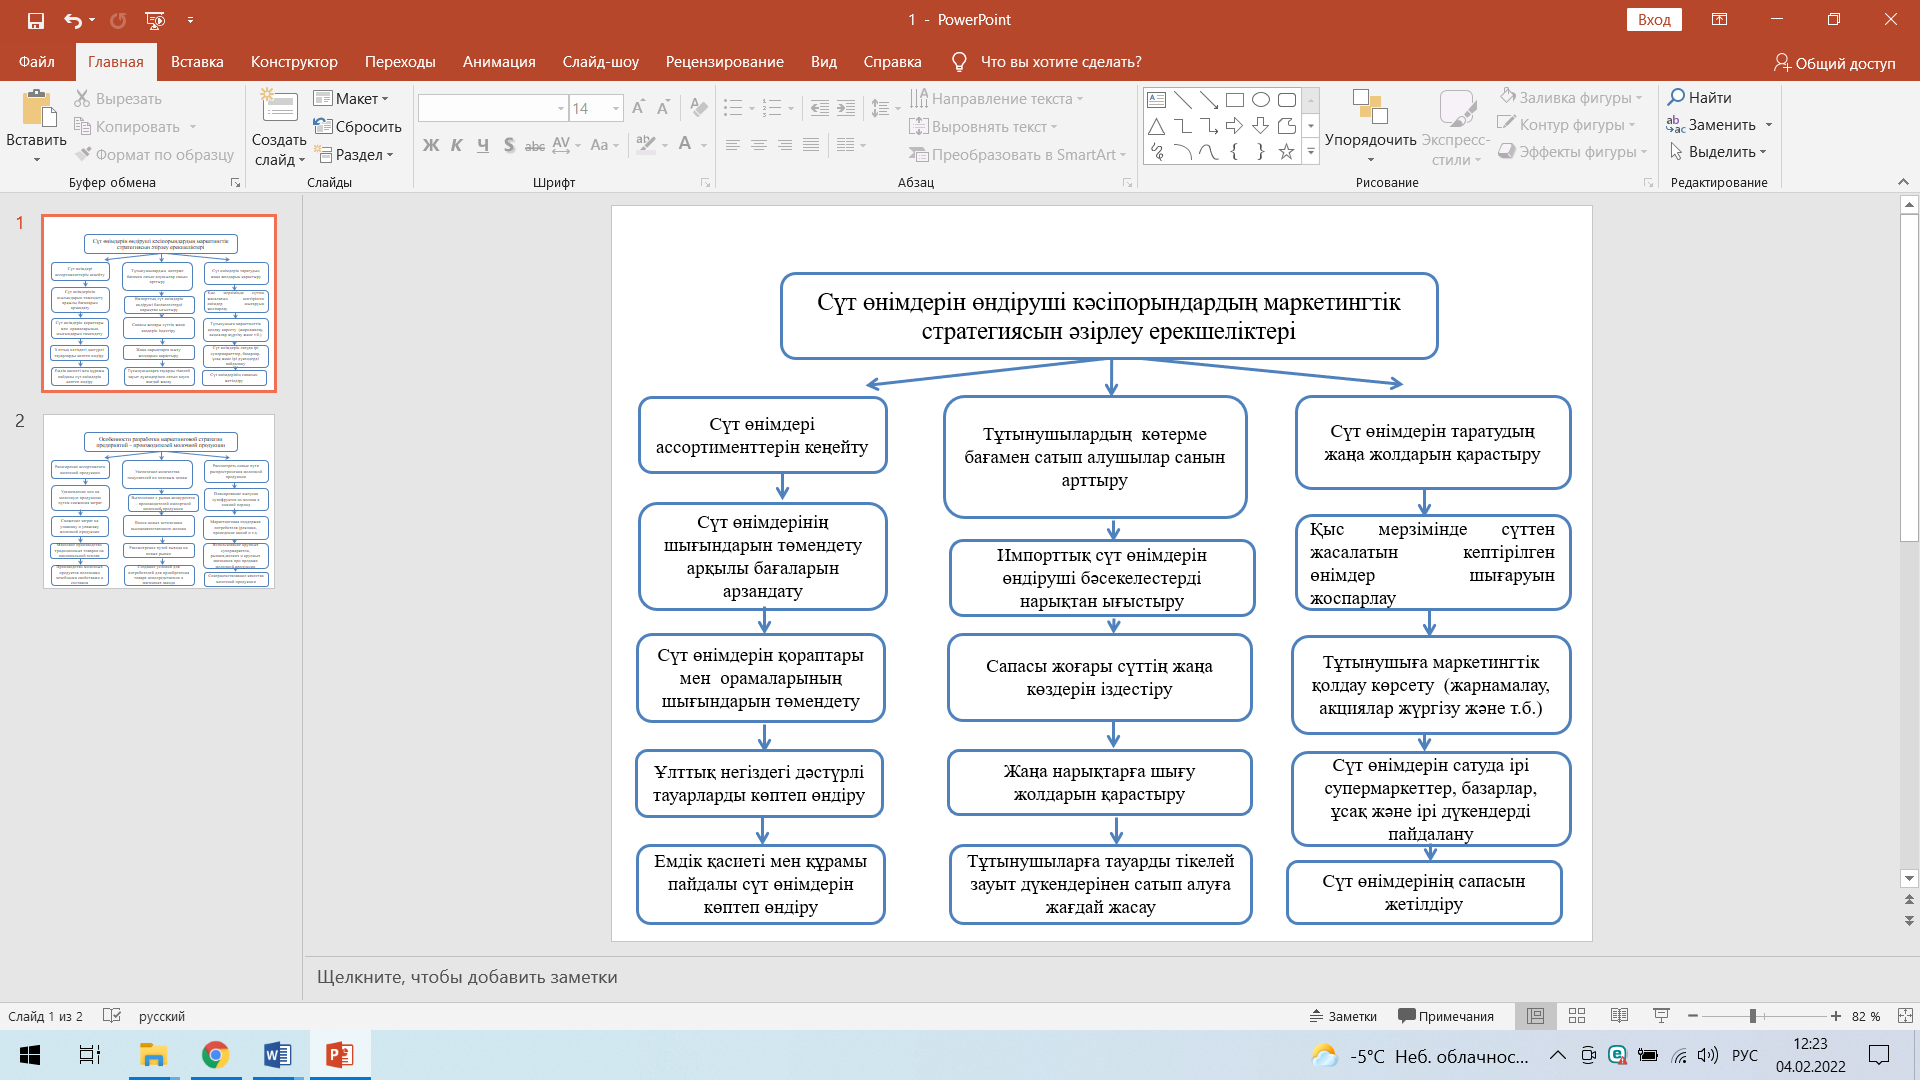 1 - PowerPoint
Вход
Файл
Главная
Вставка
Конструктор
Переходы
Анимация
Слайд-шоу
Рецензирование
Вид
Справка
Что вы хотите сделать?
Общий доступ
Вставить
Вырезать
Копировать
Формат по образцу
Буфер обмена
Создать
слайд
Макет
Сбросить
Раздел
Слайды
14
Ж К Ч S abc AV Aa
Шрифт
Направление текста
Выровнять текст
Преобразовать в SmartArt
Абзац
Упорядочить
Экспресс-
стили
Заливка фигуры
Контур фигуры
Эффекты фигуры
Рисование
Найти
Заменить
Выделить
Редактирование
1
2
Сүт өнімдерін өндіруші кәсіпорындардың маркетингтік
стратегиясын әзірлеу ерекшеліктері
Сүт өнімдері
ассортименттерін кеңейту
Сүт өнімдерінің
шығындарын төмендету
арқылы бағаларын
арзандату
Сүт өнімдерін қораптары
мен орамаларының
шығындарын төмендету
Ұлттық негіздегі дәстүрлі
тауарларды көптеп өндіру
Емдік қасиеті мен құрамы
пайдалы сүт өнімдерін
көптеп өндіру
Тұтынушылардың көтерме
бағамен сатып алушылар санын
арттыру
Импорттық сүт өнімдерін
өндіруші бәсекелестерді
нарықтан ығыстыру
Сапасы жоғары сүттің жаңа
көздерін іздестіру
Жаңа нарықтарға шығу
жолдарын қарастыру
Тұтынушыларға тауарды тікелей
зауыт дүкендерінен сатып алуға
жағдай жасау
Сүт өнімдерін таратудың
жаңа жолдарын қарастыру
Қыс мерзімінде сүттен
жасалатын кептірілген
өнімдер шығаруын
жоспарлау
Тұтынушыға маркетингтік
қолдау көрсету (жарнамалау,
акциялар жүргізу және т.б.)
Сүт өнімдерін сатуда ірі
супермаркеттер, базарлар,
ұсақ және ірі дүкендерді
пайдалану
Сүт өнімдерінің сапасын
жетілдіру
Щелкните, чтобы добавить заметки
Слайд 1 из 2
русский
Заметки
Примечания
82 %
-5°C Неб. облачнос...
РУС
12:23
04.02.2022